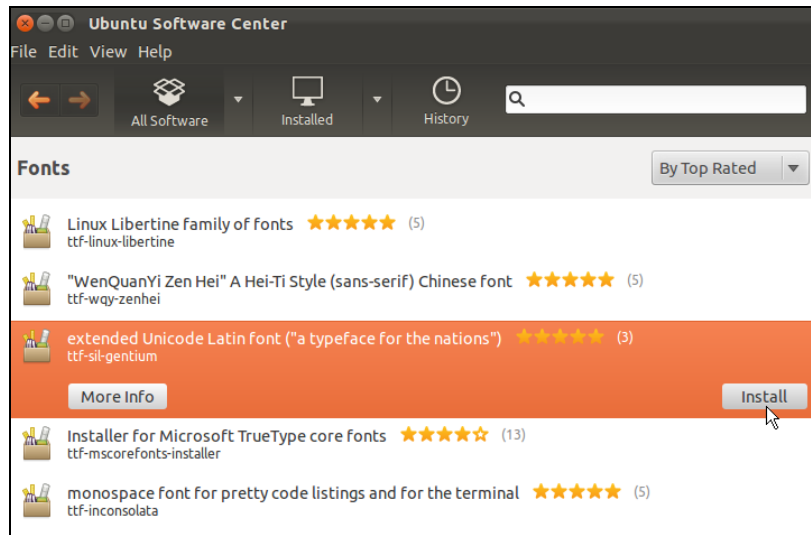 Ubuntu Software Center
File Edit View Help
All Software
Installed
History
Fonts
By Top Rated
Linux Libertine family of fonts (5)
ttf-linux-libertine
"WenQuanYi Zen Hei" A Hei-Ti Style (sans-serif) Chinese font (5)
ttf-wqy-zenhei
extended Unicode Latin font ("a typeface for the nations") (3)
ttf-sil-gentium
More Info Install
Installer for Microsoft TrueType core fonts (13)
ttf-mscorefonts-installer
monospace font for pretty code listings and for the terminal (5)
ttf-inconsolata